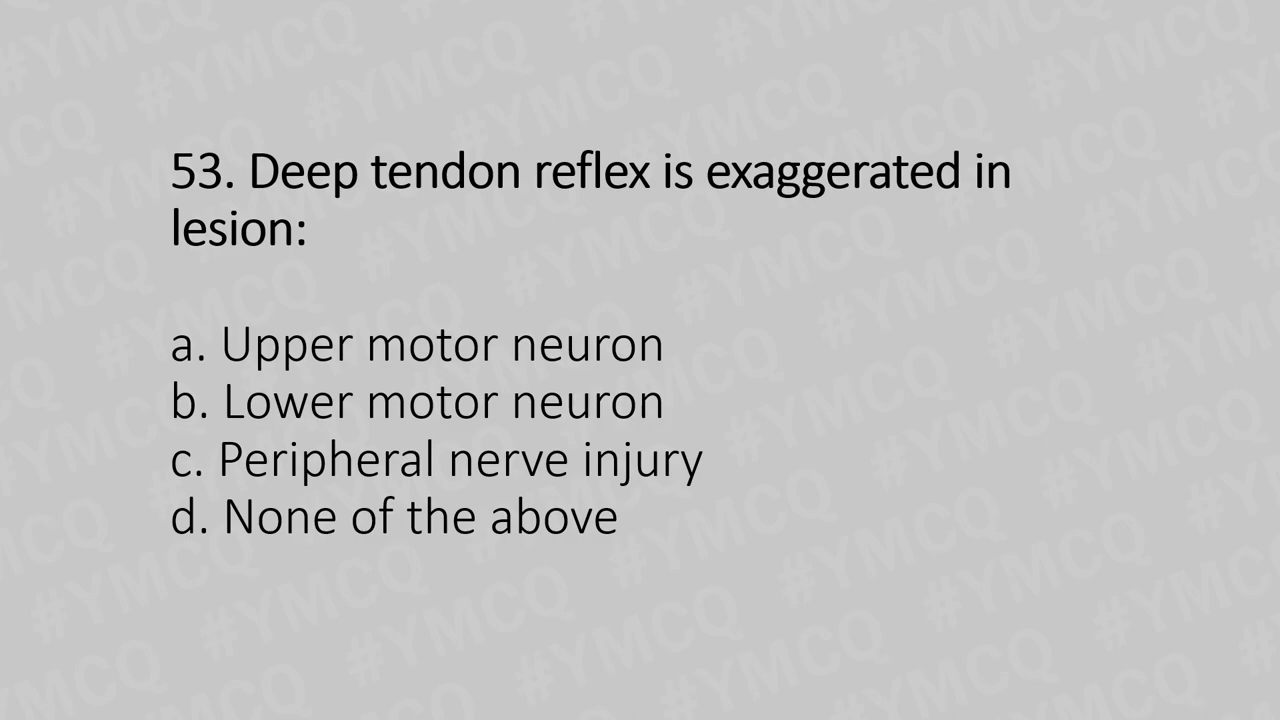 53. Deep tendon reflex is exaggerated in
lesion:
a. Upper motor neuron
b. Lower motor neuron
c. Peripheral nerve injury
d. None of the above
#YMCQ